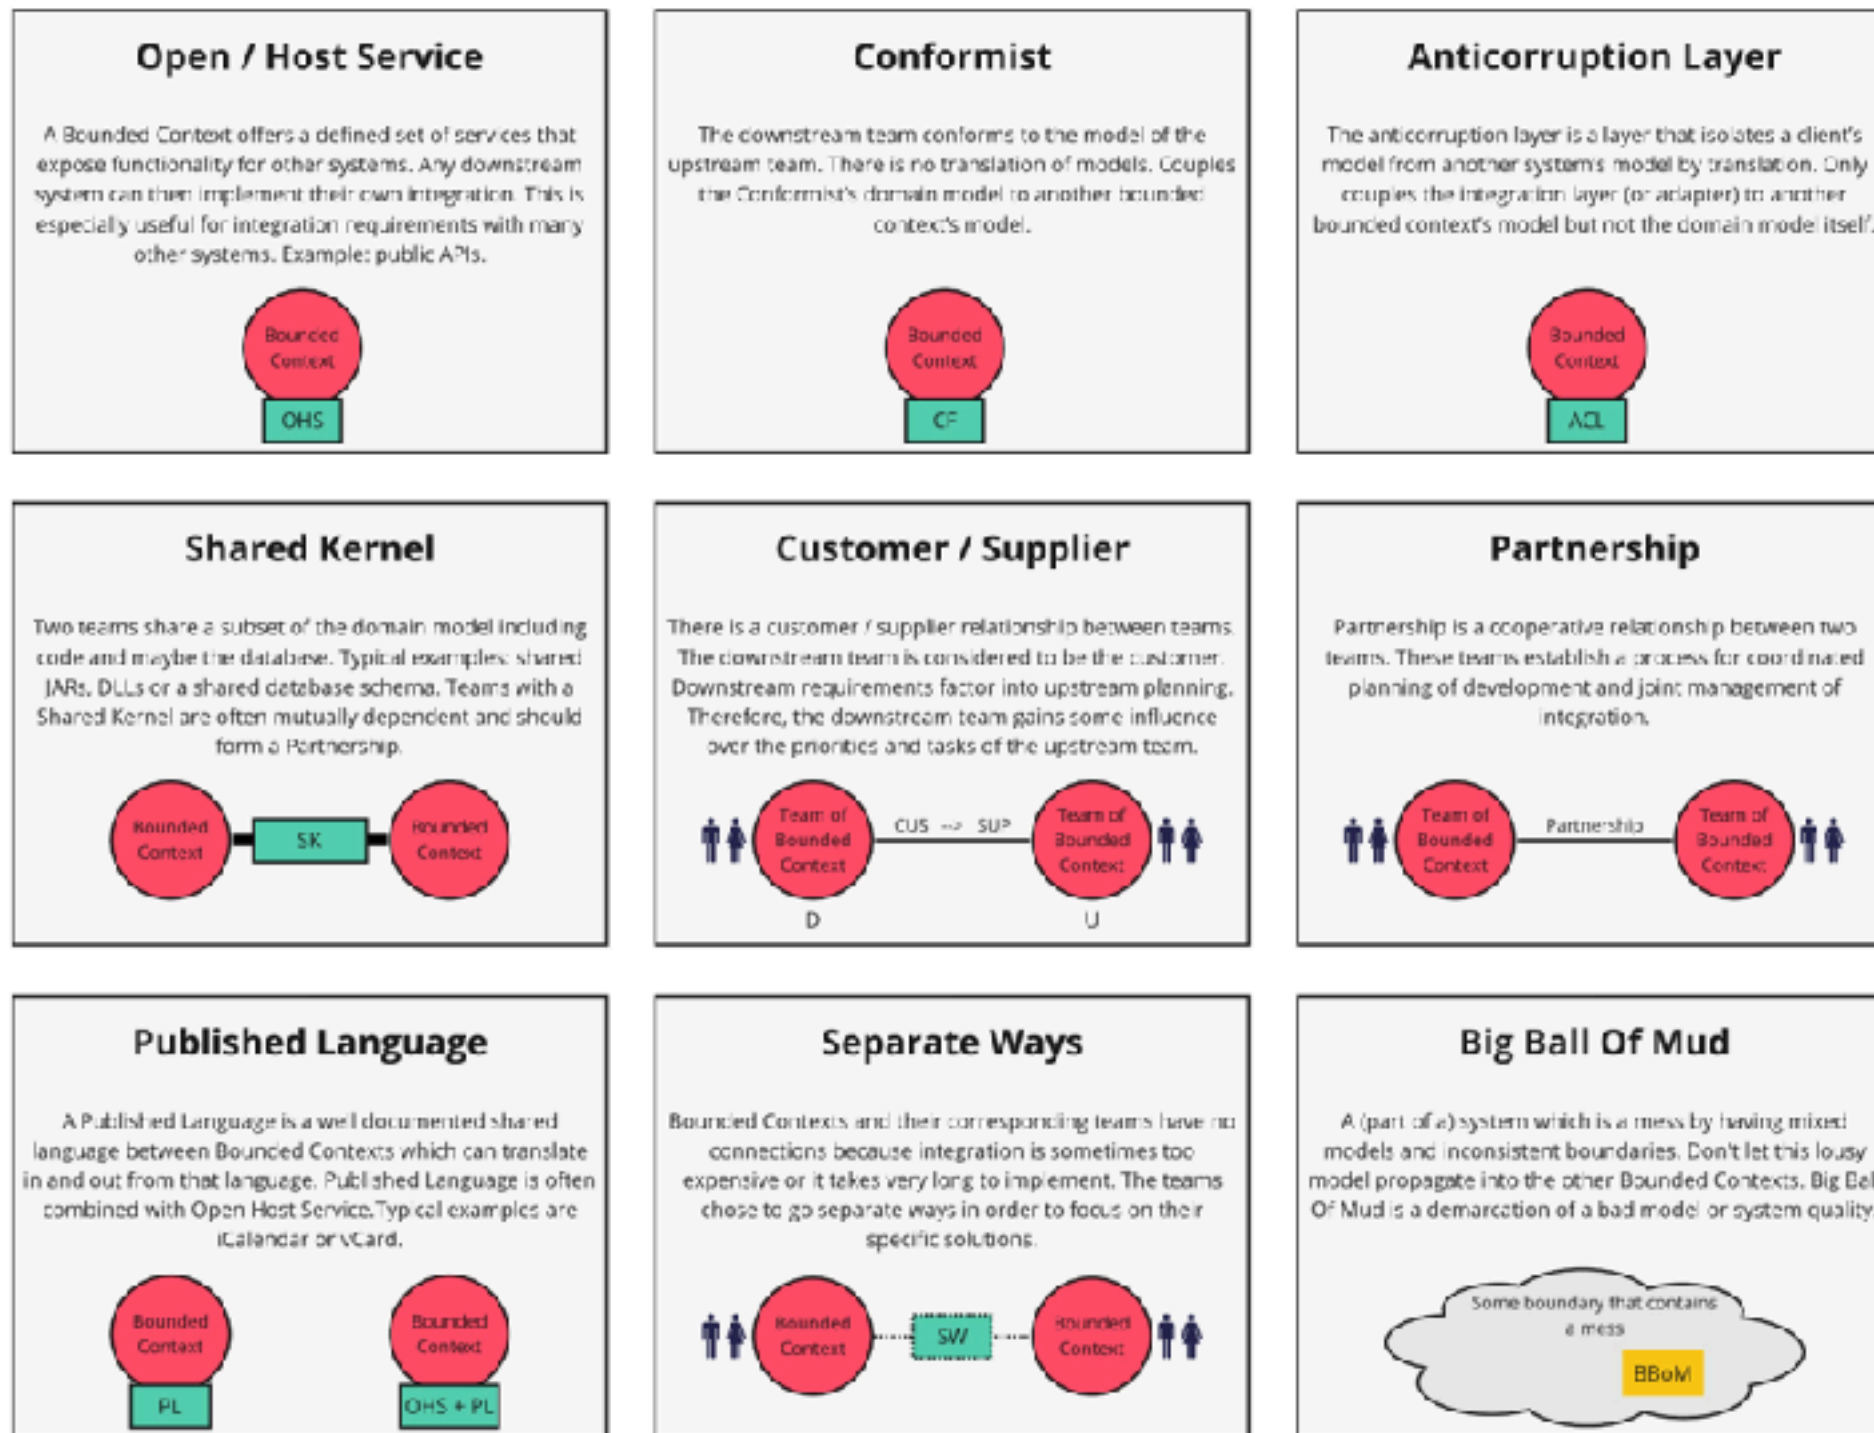 Open / Host Service
A Bounded Context offers a defined set of services that
expose functionality for other systems. Any downstream
system can then implement their own integration. This is
especially useful for integration requirements with many
other systems. Example: public APIs.
Bounded
Context
OHS
Conformist
The downstream team conforms to the model of the
upstream team. There is no translation of models. Couples
the Conformist's domain model to another bounded
context's model.
Bounded
Context
CF
Anticorruption Layer
The anticorruption layer is a layer that isolates a client's
model from another system's model by translation. Only
couples the integration layer (or adapter) to another
bounded context's model but not the domain model itself.
Bounded
Context
ACL
Shared Kernel
Two teams share a subset of the domain model including
code and maybe the database. Typical examples: shared
JARs, DLLs or a shared database schema. Teams with a
Shared Kernel are often mutually dependent and should
form a Partnership.
Bounded
Context
SK
Bounded
Context
Customer / Supplier
There is a customer / supplier relationship between teams.
The downstream team is considered to be the customer.
Downstream requirements factor into upstream planning.
Therefore, the downstream team gains some influence
over the priorities and tasks of the upstream team.
Team of
Bounded
Context
CUS --> SUP
Team of
Bounded
Context
D
U
Partnership
Partnership is a cooperative relationship between two
teams. These teams establish a process for coordinated
planning of development and joint management of
integration.
Team of
Bounded
Context
Partnership
Team of
Bounded
Context
Published Language
A Published Language is a well documented shared
language between Bounded Contexts which can translate
in and out from that language. Published Language is often
combined with Open Host Service.Typical examples are
iCalendar or vCard.
Bounded
Context
PL
Bounded
Context
OHS + PL
Separate Ways
Bounded Contexts and their corresponding teams have no
connections because integration is sometimes too
expensive or it takes very long to implement. The teams
chose to go separate ways in order to focus on their
specific solutions.
Bounded
Context
SW
Bounded
Context
Big Ball Of Mud
A (part of a) system which is a mess by having mixed
models and inconsistent boundaries. Don't let this lousy
model propagate into the other Bounded Contexts. Big Bal
Of Mud is a demarcation of a bad model or system quality.
Some boundary that contains
a mess
BBoM